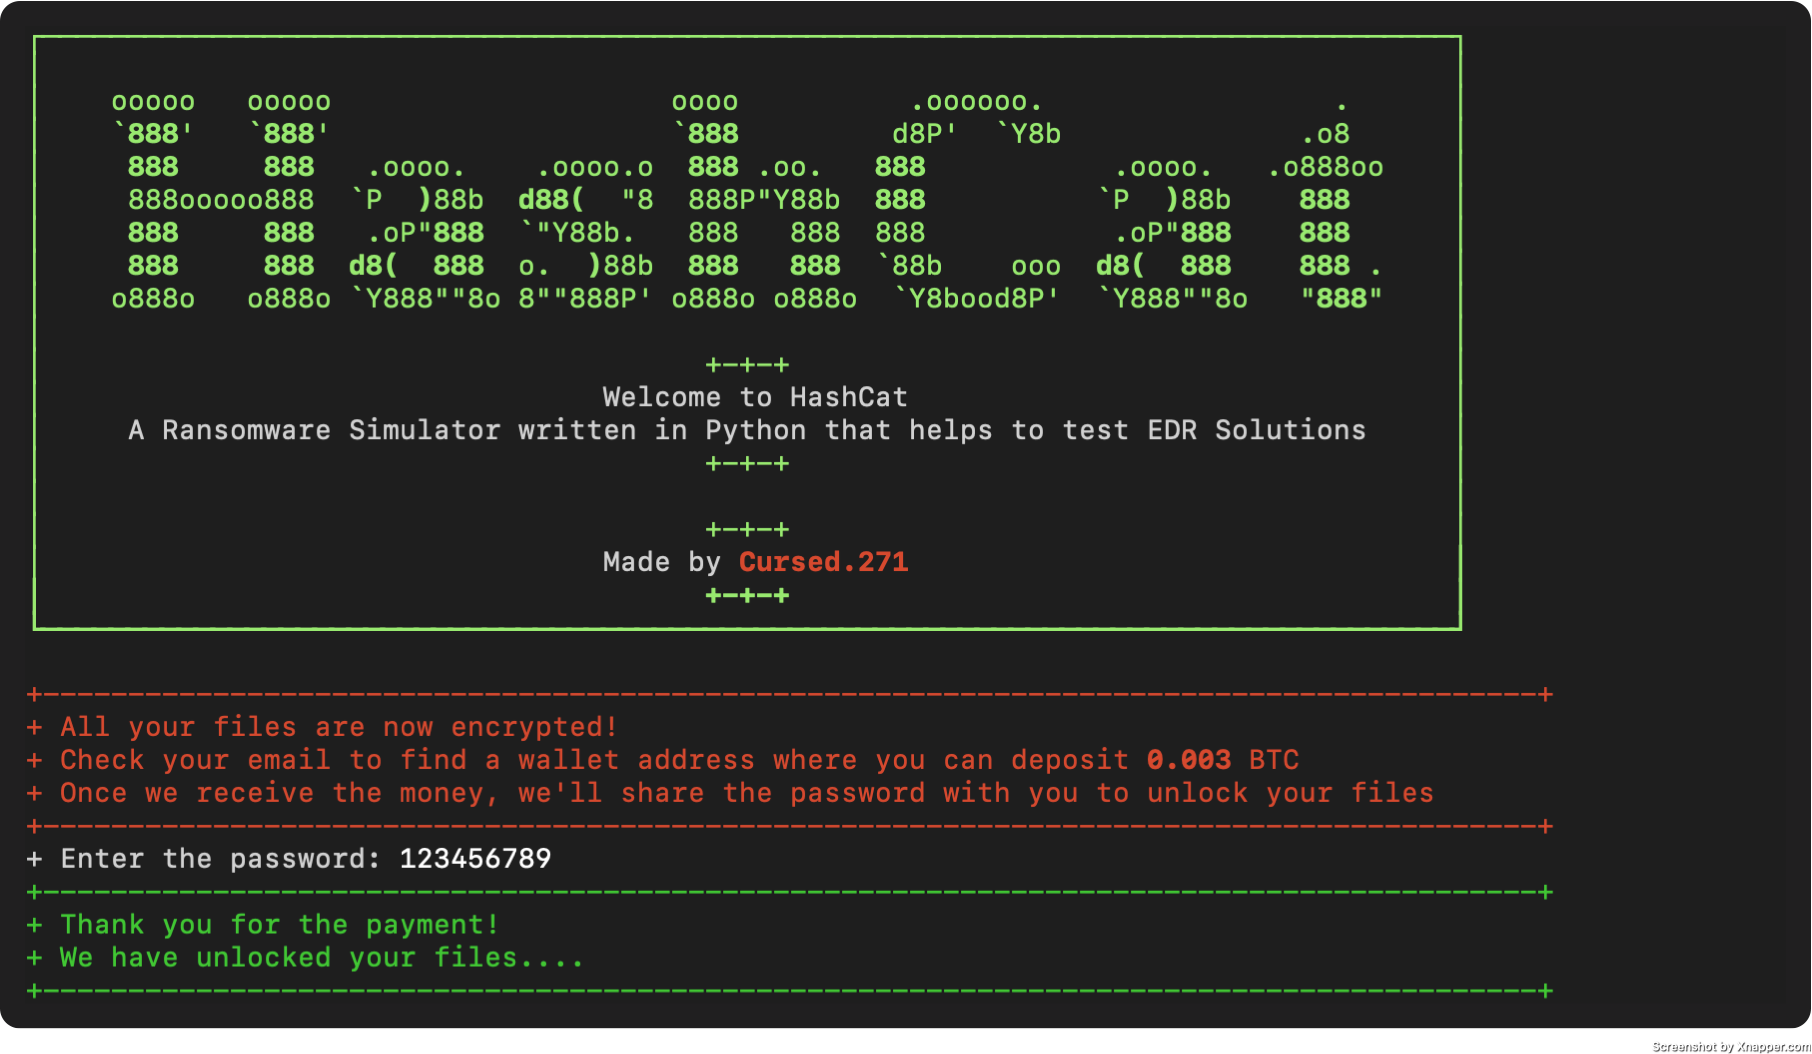 ooooo   ooooo                    oooo          .oooooo.                 .
`888'   `888'                    `888        d8P'  `Y8b              .o8
 888     888   .oooo.    .oooo.o  888 .oo.   888           .oooo.   .o888oo
 888ooooo888  `P  )88b  d88(  "8  888P"Y88b  888          `P  )88b    888
 888     888   .oP"888  `"Y88b.   888   888  888           .oP"888    888
 888     888  d8(  888  o.  )88b  888   888  `88b    ooo  d8(  888    888 .
o888o   o888o `Y888""8o 8""888P' o888o o888o  `Y8bood8P'  `Y888""8o   "888"
+-+-+
Welcome to HashCat
A Ransomware Simulator written in Python that helps to test EDR Solutions
+-+-+
+-+-+
Made by Cursed.271
+-+-+
+ All your files are now encrypted!
+ Check your email to find a wallet address where you can deposit 0.003 BTC
+ Once we receive the money, we'll share the password with you to unlock your files
+ Enter the password: 123456789
+ Thank you for the payment!
+ We have unlocked your files....
Screenshot by Xnapper.com